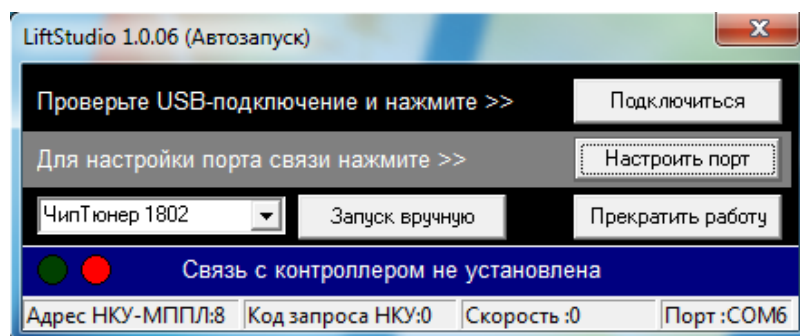 LiftStudio 1.0.06 (Автозапуск)
Проверьте USB-подключение и нажмите >> Подключиться
Для настройки порта связи нажмите >> Настроить порт
ЧипТюнер 1802 Запуск вручную Прекратить работу
Связь с контроллером не установлена
Адрес НКУ-МППЛ:8 Код запроса НКУ:0 Скорость :0 Порт :COM6